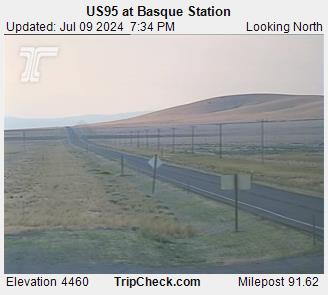 US95 at Basque Station
Updated: Jul 09 2024 7:34 PM Looking North
Elevation 4460 TripCheck.com Milepost 91.62